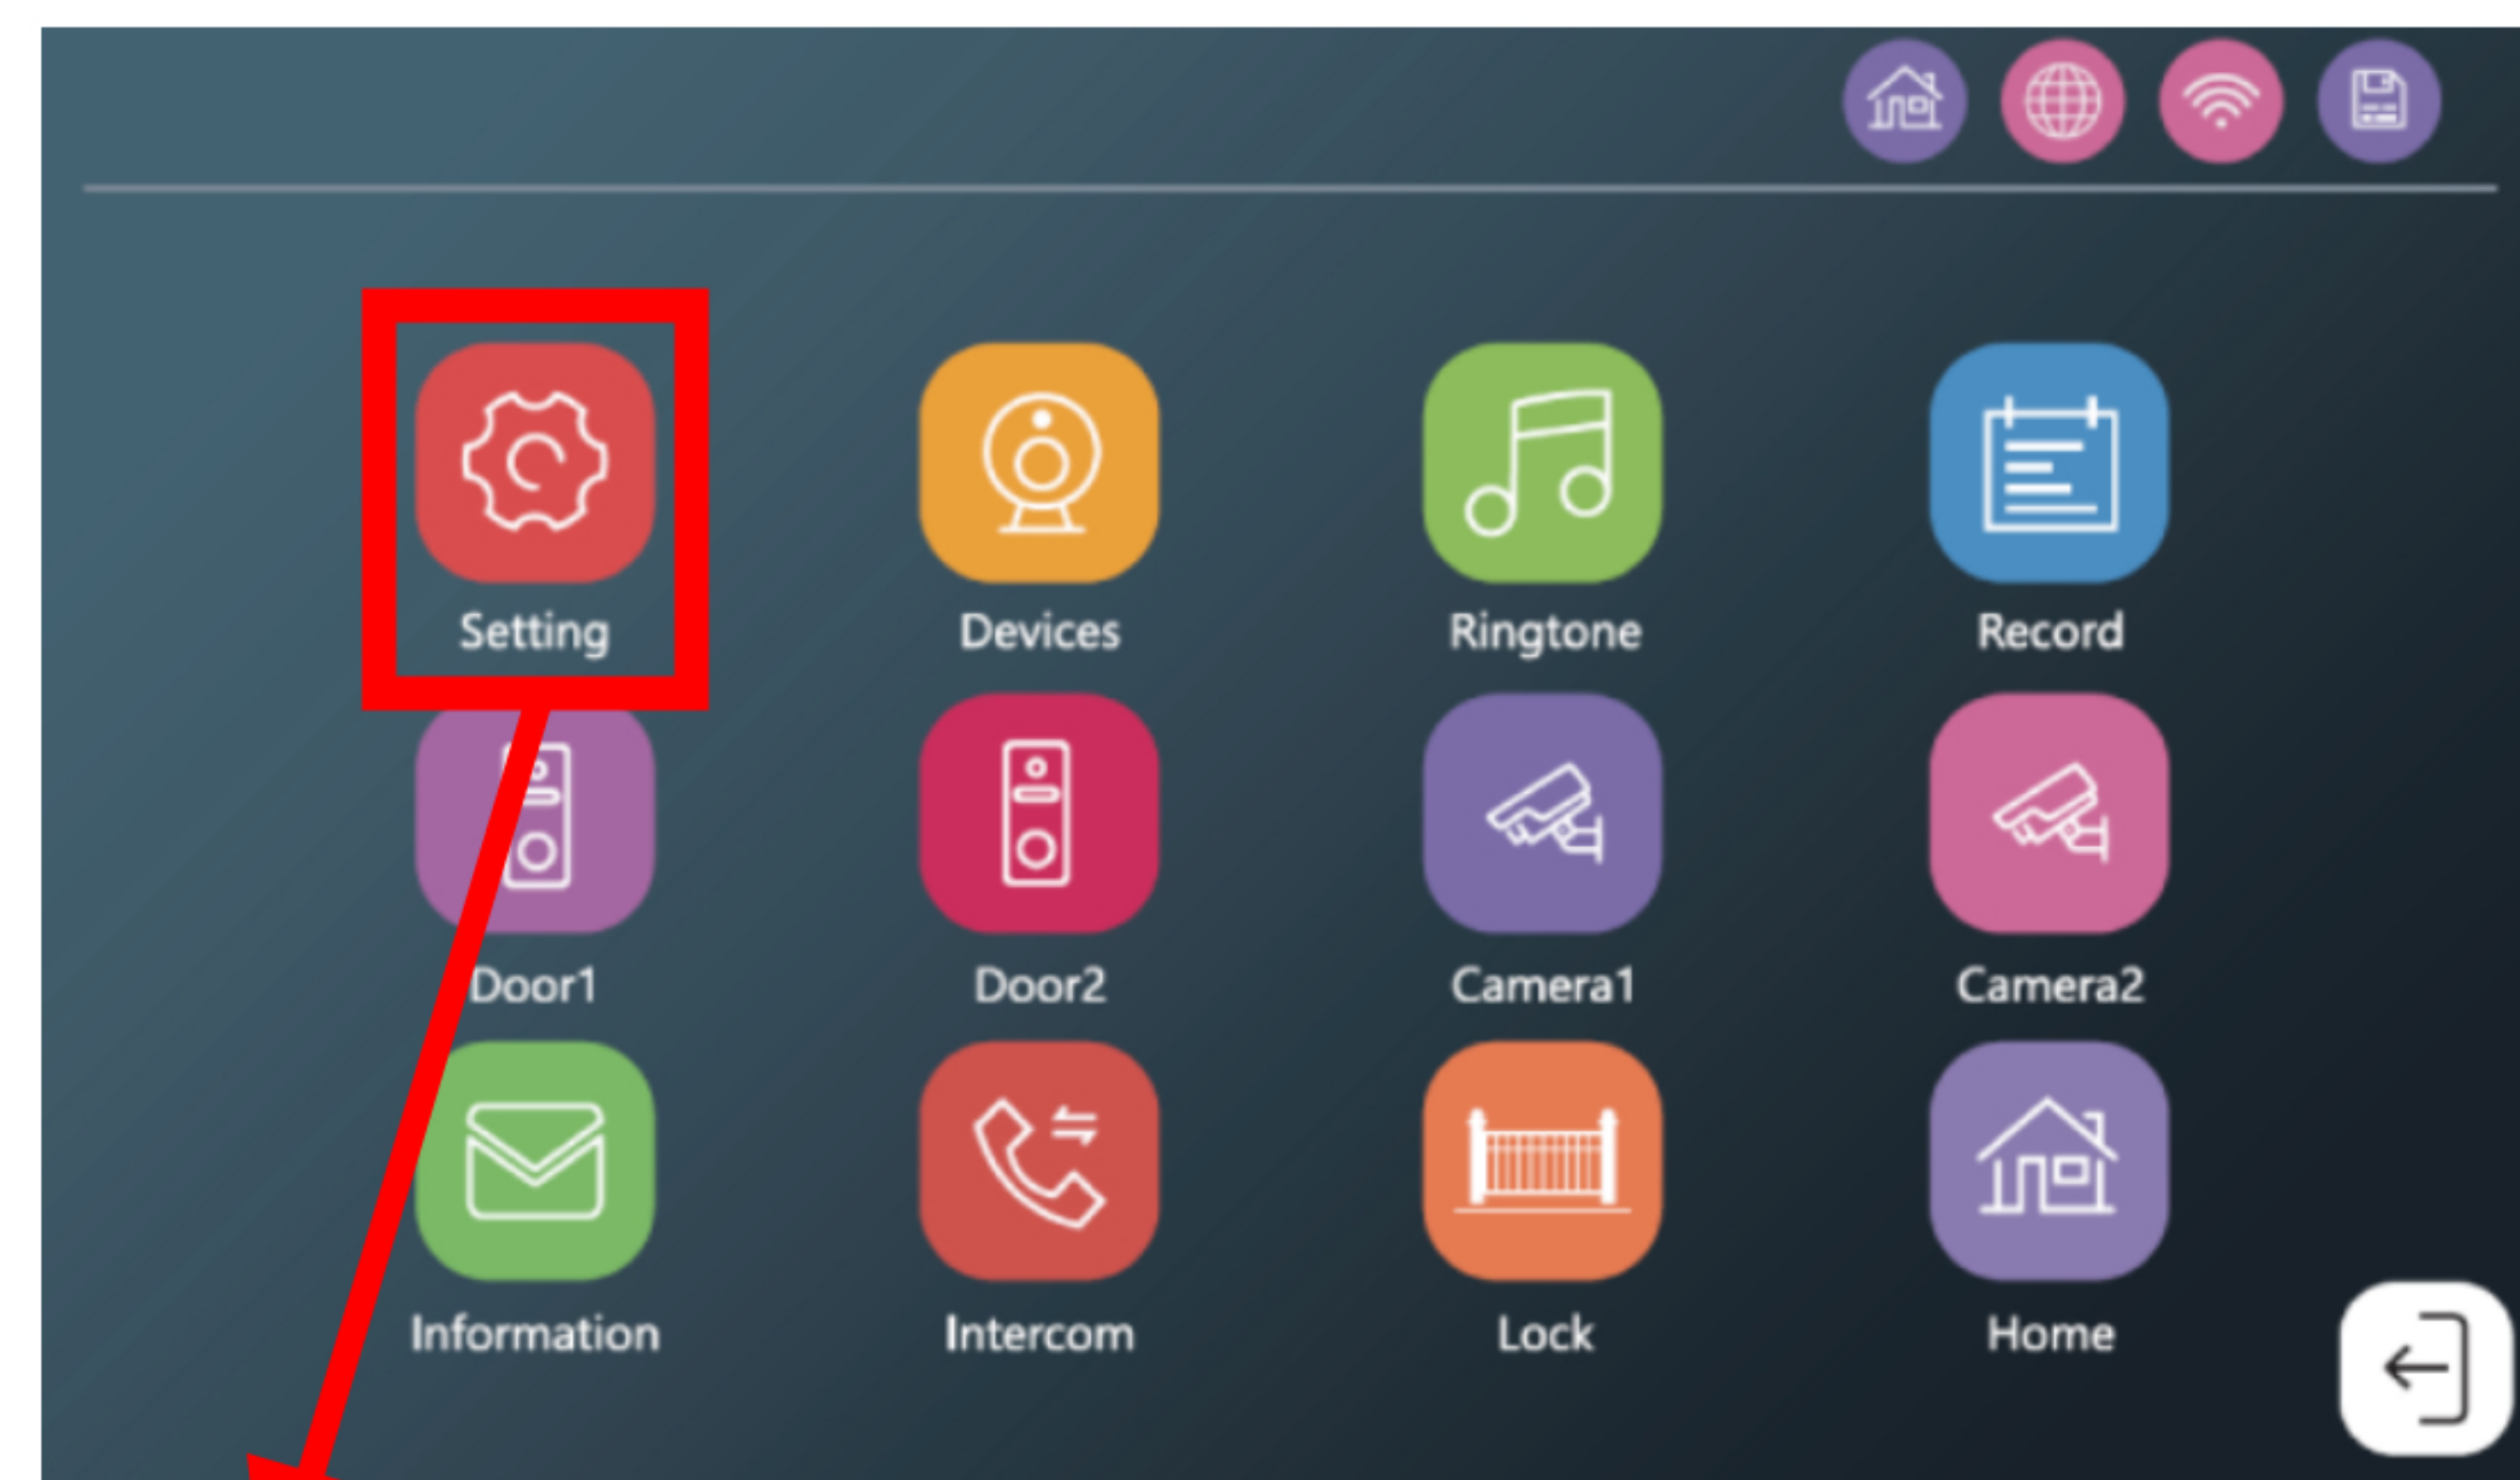 Setting Devices Ringtone Record
Door1 Door2 Camera1 Camera2
Information Intercom Lock Home